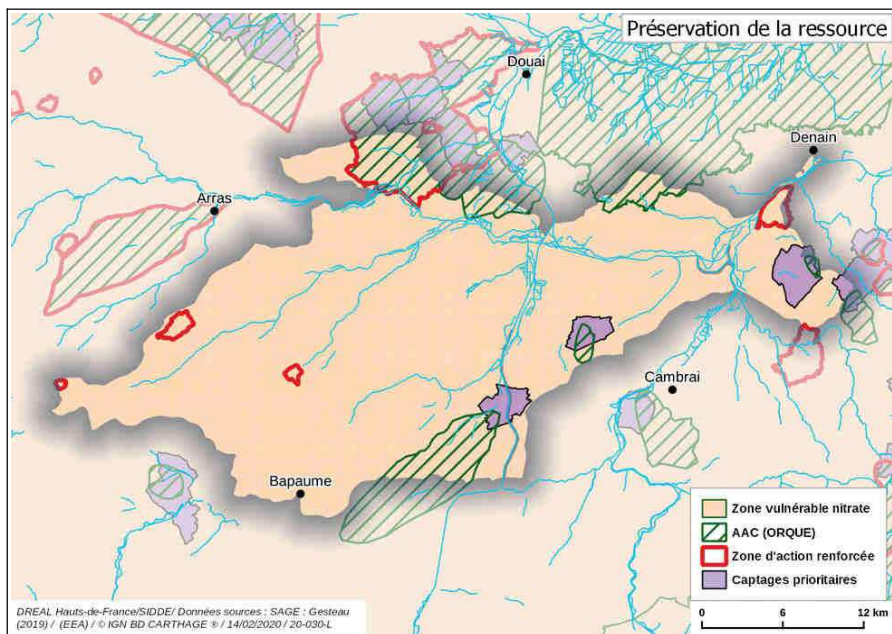 Préservation de la ressource
Douai
Denain
Arras
Cambrai
Bapaume
Zone vulnérable nitrate
AAC (ORQUE)
Zone d'action renforcée
Captages prioritaires
0 6 12 km
DREAL Hauts-de-France/SIDDE/ Données sources : SAGE : Gesteau
(2019) / (EEA) / © IGN BD CARTHAGE ® / 14/02/2020 / 20-030-L